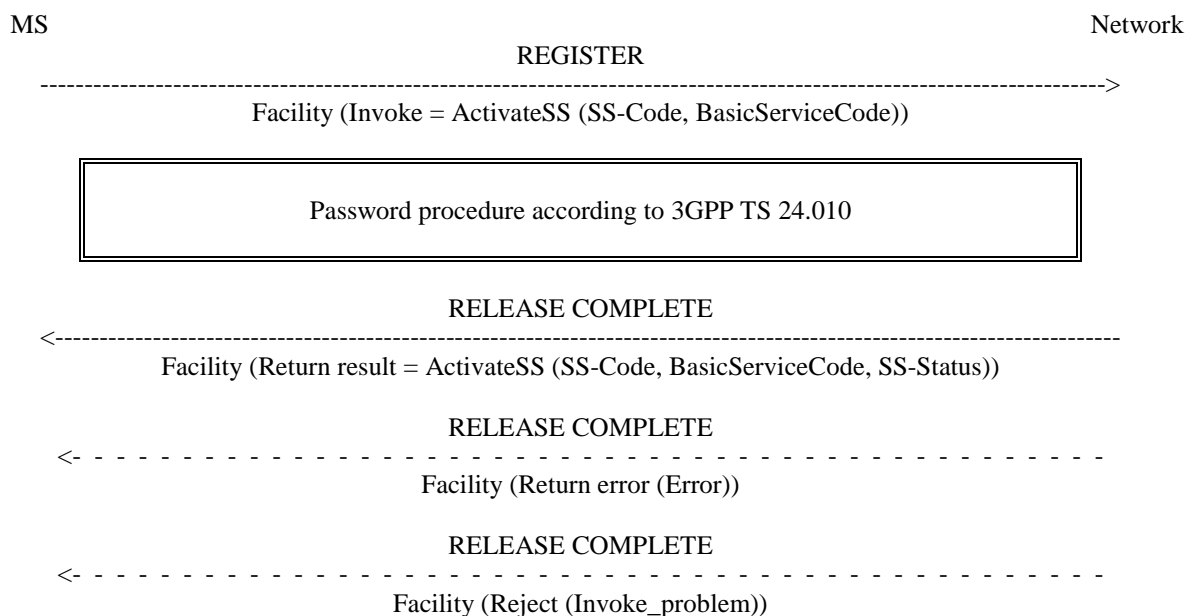 MS Network
REGISTER
Facility (Invoke = ActivateSS (SS-Code, BasicServiceCode))
Password procedure according to 3GPP TS 24.010
RELEASE COMPLETE
Facility (Return result = ActivateSS (SS-Code, BasicServiceCode, SS-Status))
RELEASE COMPLETE
Facility (Return error (Error))
RELEASE COMPLETE
Facility (Reject (Invoke_problem))